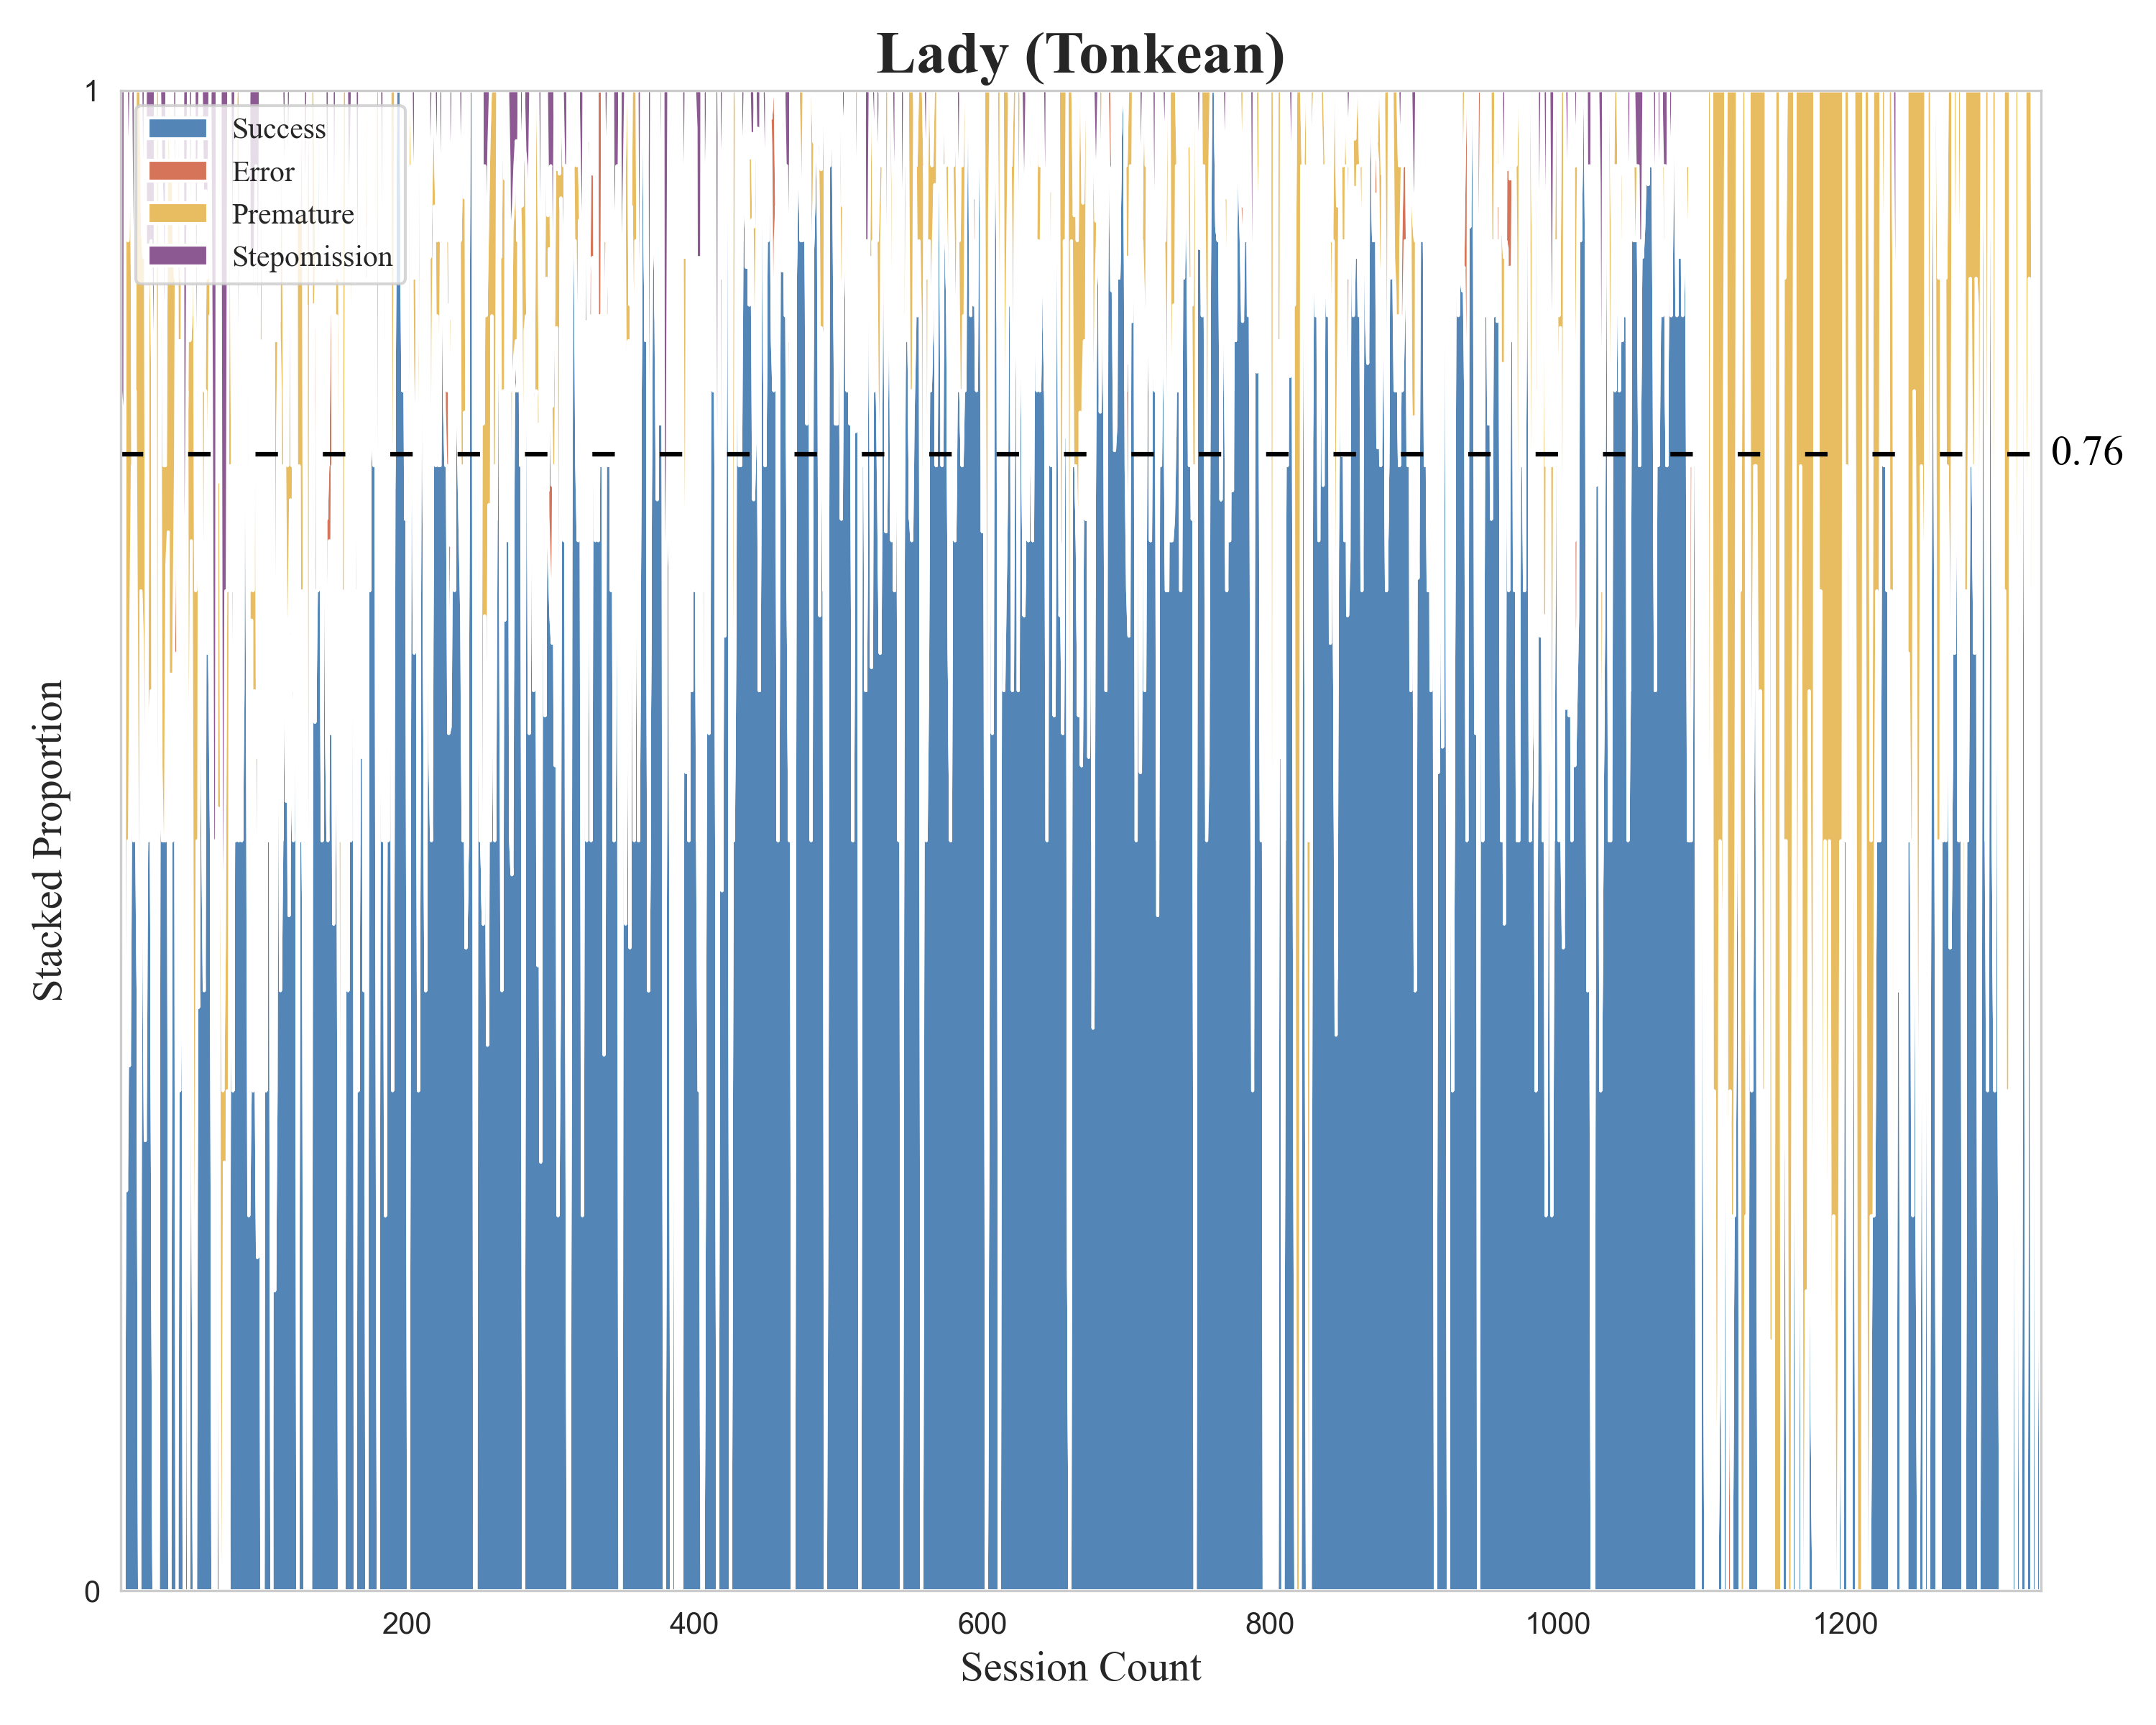 Lady (Tonkean)
1
Success
Error
Premature
Stepomission
0.76
Stacked Proportion
0
200 400 600 800 1000 1200
Session Count